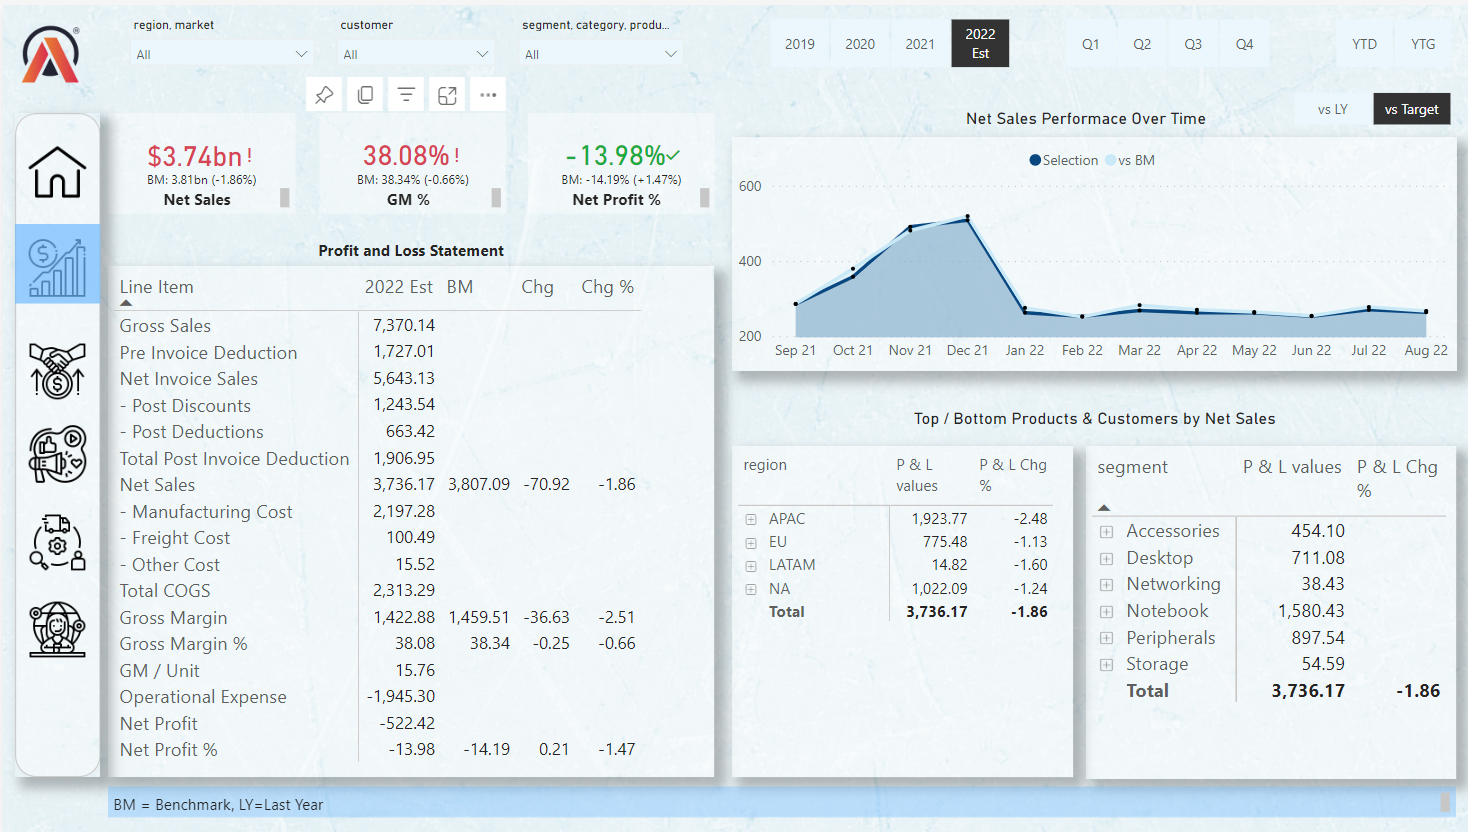 region, market
customer
segment, category, produ...
All
All
All
2019
2020
2021
2022
Est
Q1
Q2
Q3
Q4
YTD
YTG
vs LY
vs Target
$3.74bn!
BM: 3.81bn (-1.86%)
Net Sales
38.08%!
BM: 38.34% (-0.66%)
GM %
-13.98%✓
BM: -14.19% (+1.47%)
Net Profit %
Net Sales Performace Over Time
Selection vs BM
600
400
200
Sep 21 Oct 21 Nov 21 Dec 21 Jan 22 Feb 22 Mar 22 Apr 22 May 22 Jun 22 Jul 22 Aug 22
Profit and Loss Statement
Line Item 2022 Est BM Chg Chg %
Gross Sales 7,370.14
Pre Invoice Deduction 1,727.01
Net Invoice Sales 5,643.13
- Post Discounts 1,243.54
- Post Deductions 663.42
Total Post Invoice Deduction 1,906.95
Net Sales 3,736.17 3,807.09 -70.92 -1.86
- Manufacturing Cost 2,197.28
- Freight Cost 100.49
- Other Cost 15.52
Total COGS 2,313.29
Gross Margin 1,422.88 1,459.51 -36.63 -2.51
Gross Margin % 38.08 38.34 -0.25 -0.66
GM / Unit 15.76
Operational Expense -1,945.30
Net Profit -522.42
Net Profit % -13.98 -14.19 0.21 -1.47
Top / Bottom Products & Customers by Net Sales
region P & L values P & L Chg %
APAC 1,923.77 -2.48
EU 775.48 -1.13
LATAM 14.82 -1.60
NA 1,022.09 -1.24
Total 3,736.17 -1.86
segment P & L values P & L Chg %
Accessories 454.10
Desktop 711.08
Networking 38.43
Notebook 1,580.43
Peripherals 897.54
Storage 54.59
Total 3,736.17 -1.86
BM = Benchmark, LY=Last Year